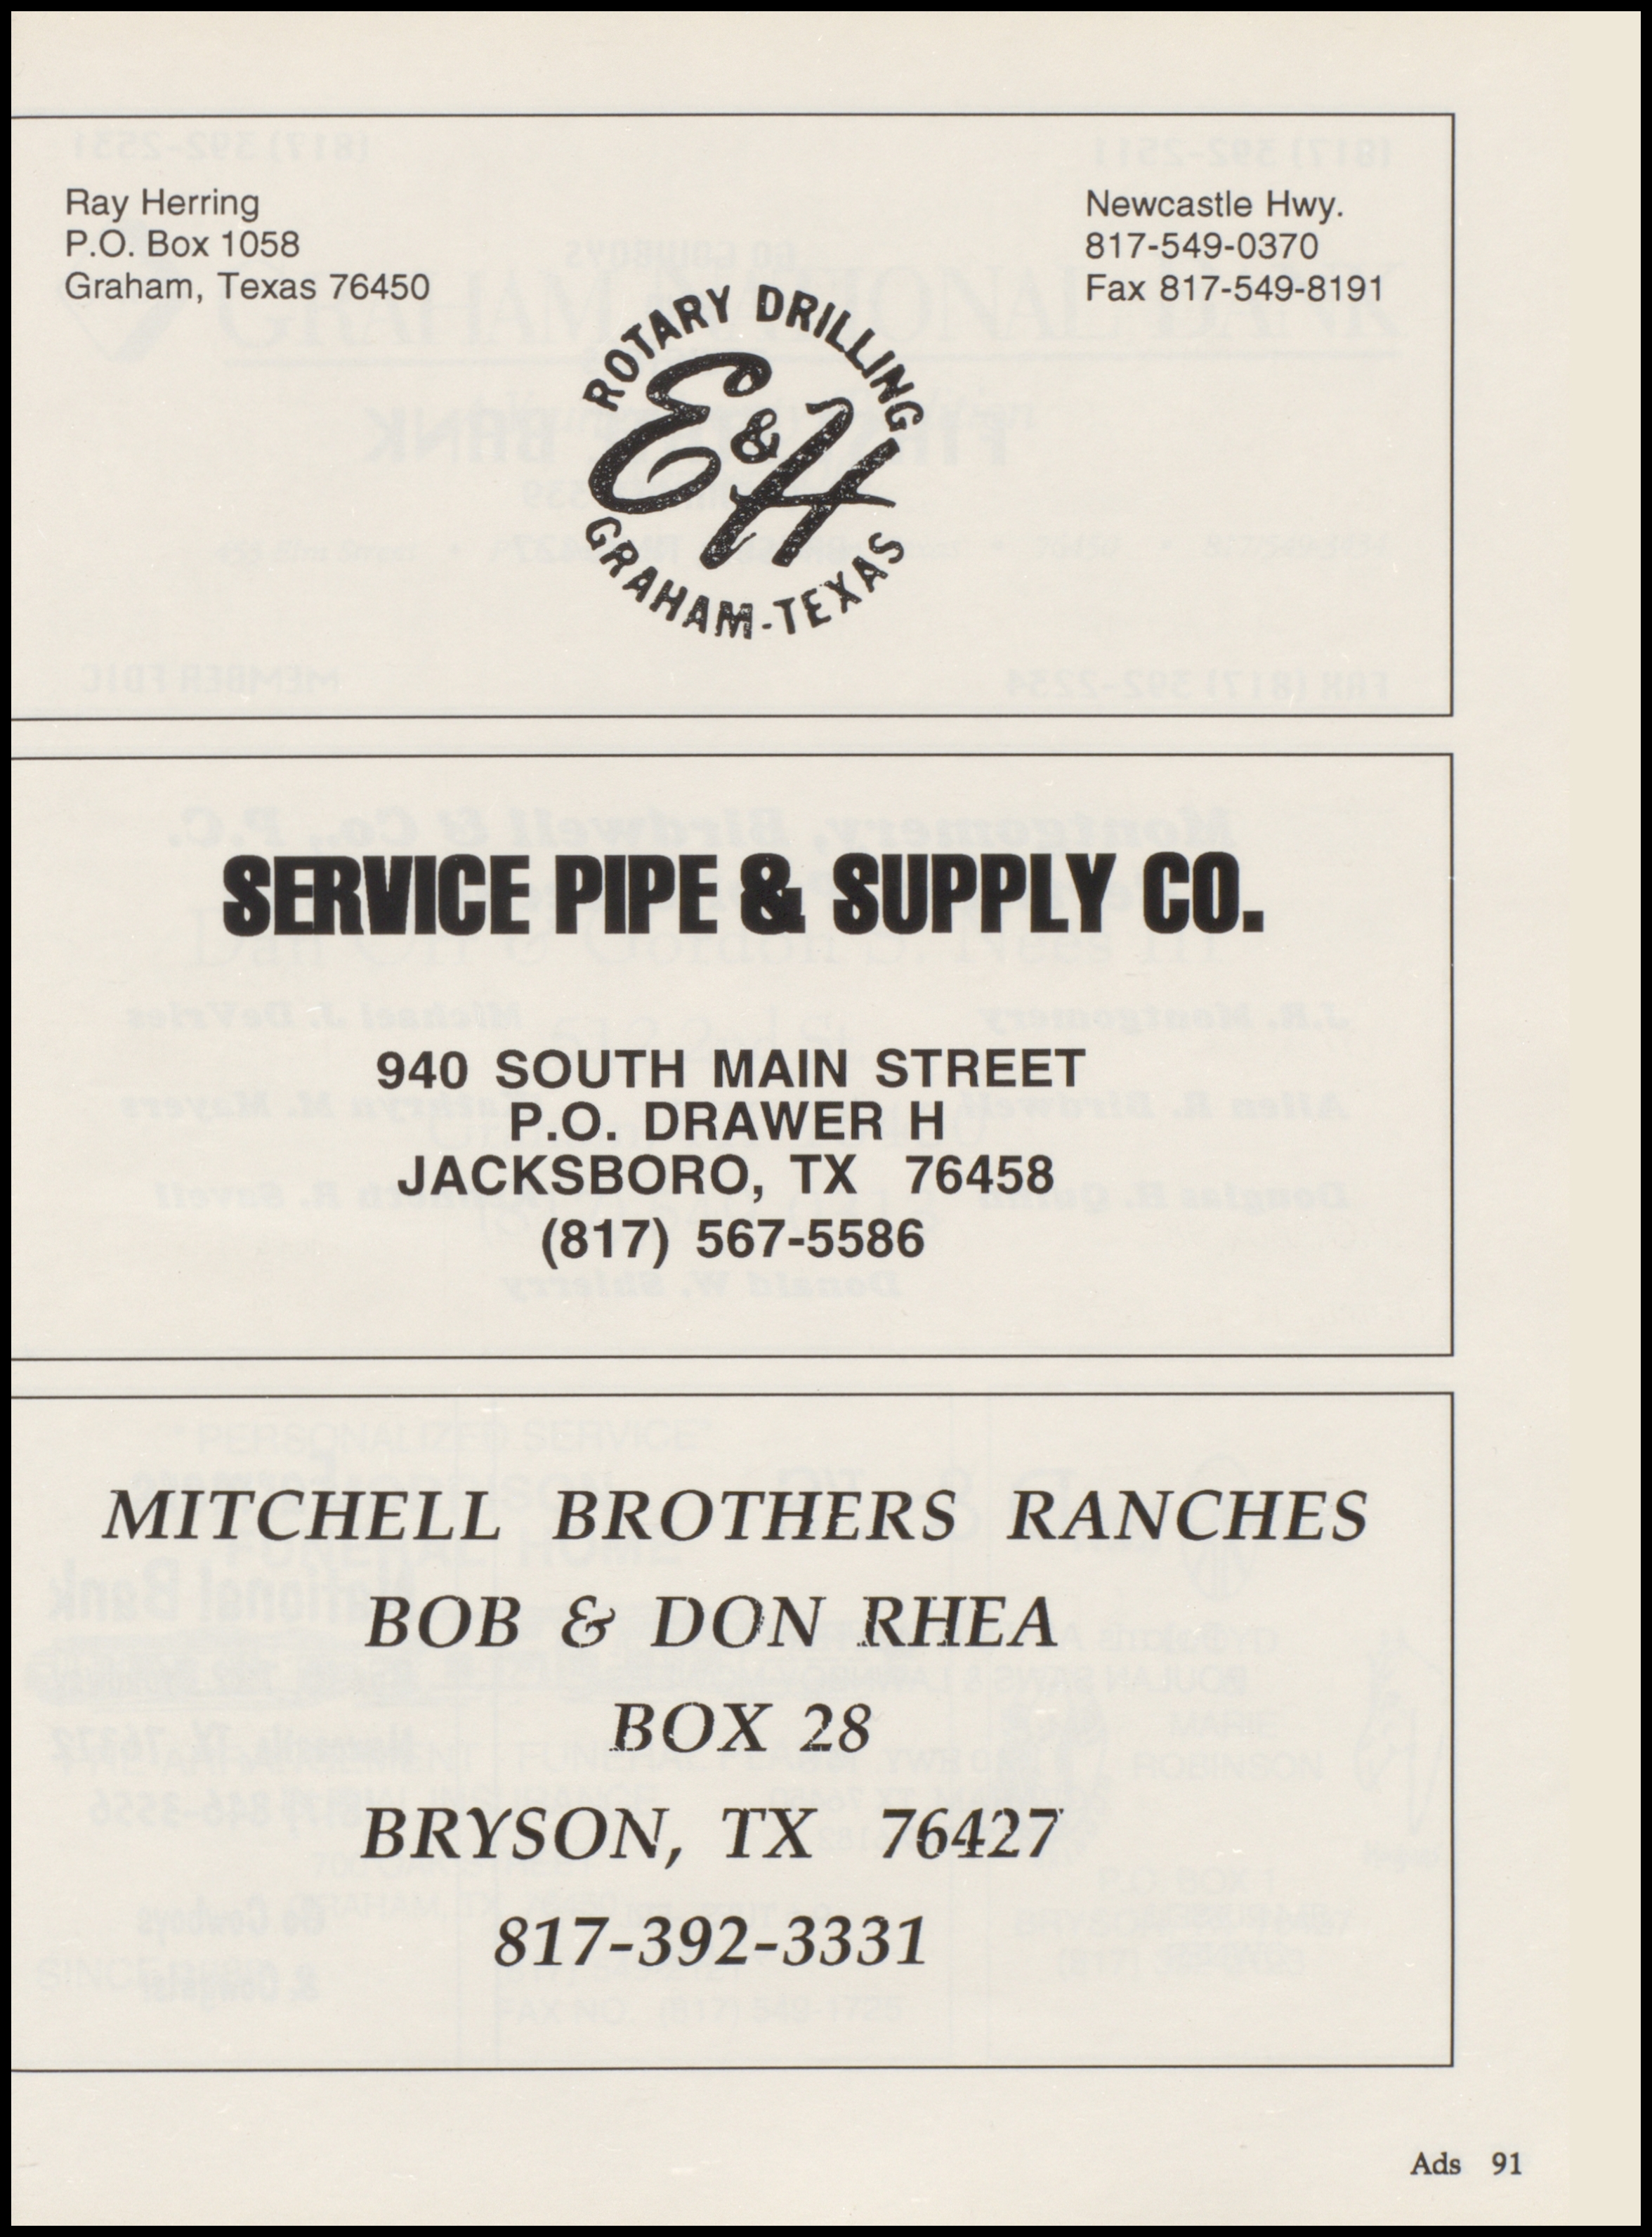 Ray Herring
P.O. Box 1058
Graham, Texas 76450
Newcastle Hwy.
817-549-0370
Fax 817-549-8191
ROTARY DRILLING
E&H
GRAHAM-TEXAS
SERVICE PIPE & SUPPLY CO.
940 SOUTH MAIN STREET
P.O. DRAWER H
JACKSBORO, TX 76458
(817) 567-5586
MITCHELL BROTHERS RANCHES
BOB & DON RHEA
BOX 28
BRYSON, TX 76427
817-392-3331
Ads 91